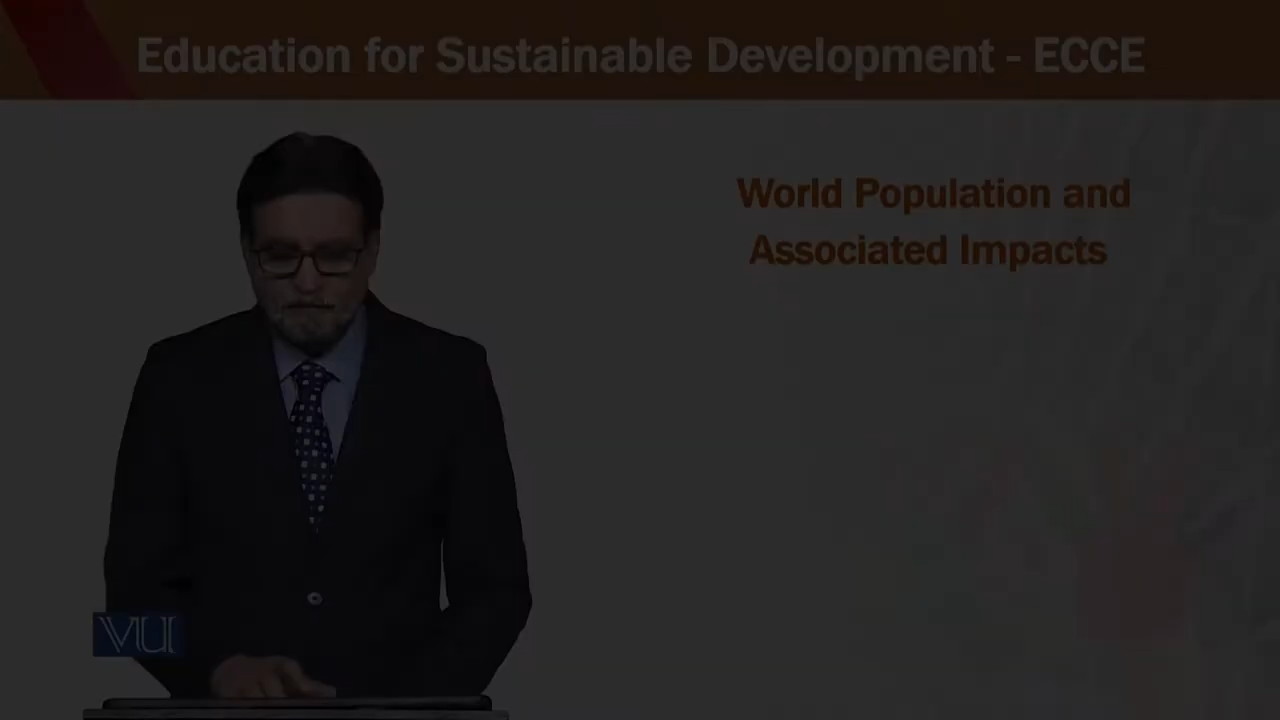 Education for Sustainable Development - ECCE
World Population and
Associated Impacts
VU